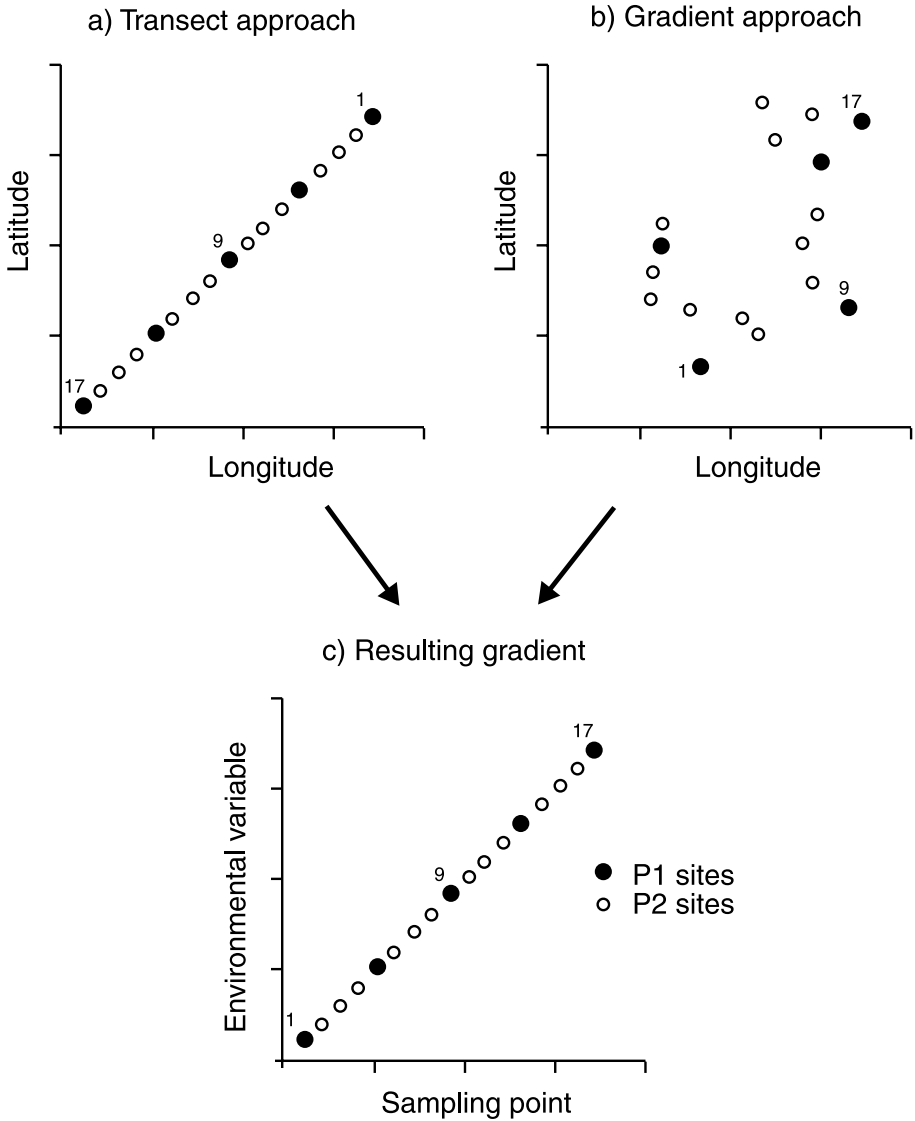 a) Transect approach
1
9
17
Latitude
Longitude
b) Gradient approach
17
9
1
Latitude
Longitude
c) Resulting gradient
17
9
1
Environmental variable
Sampling point
P1 sites
P2 sites